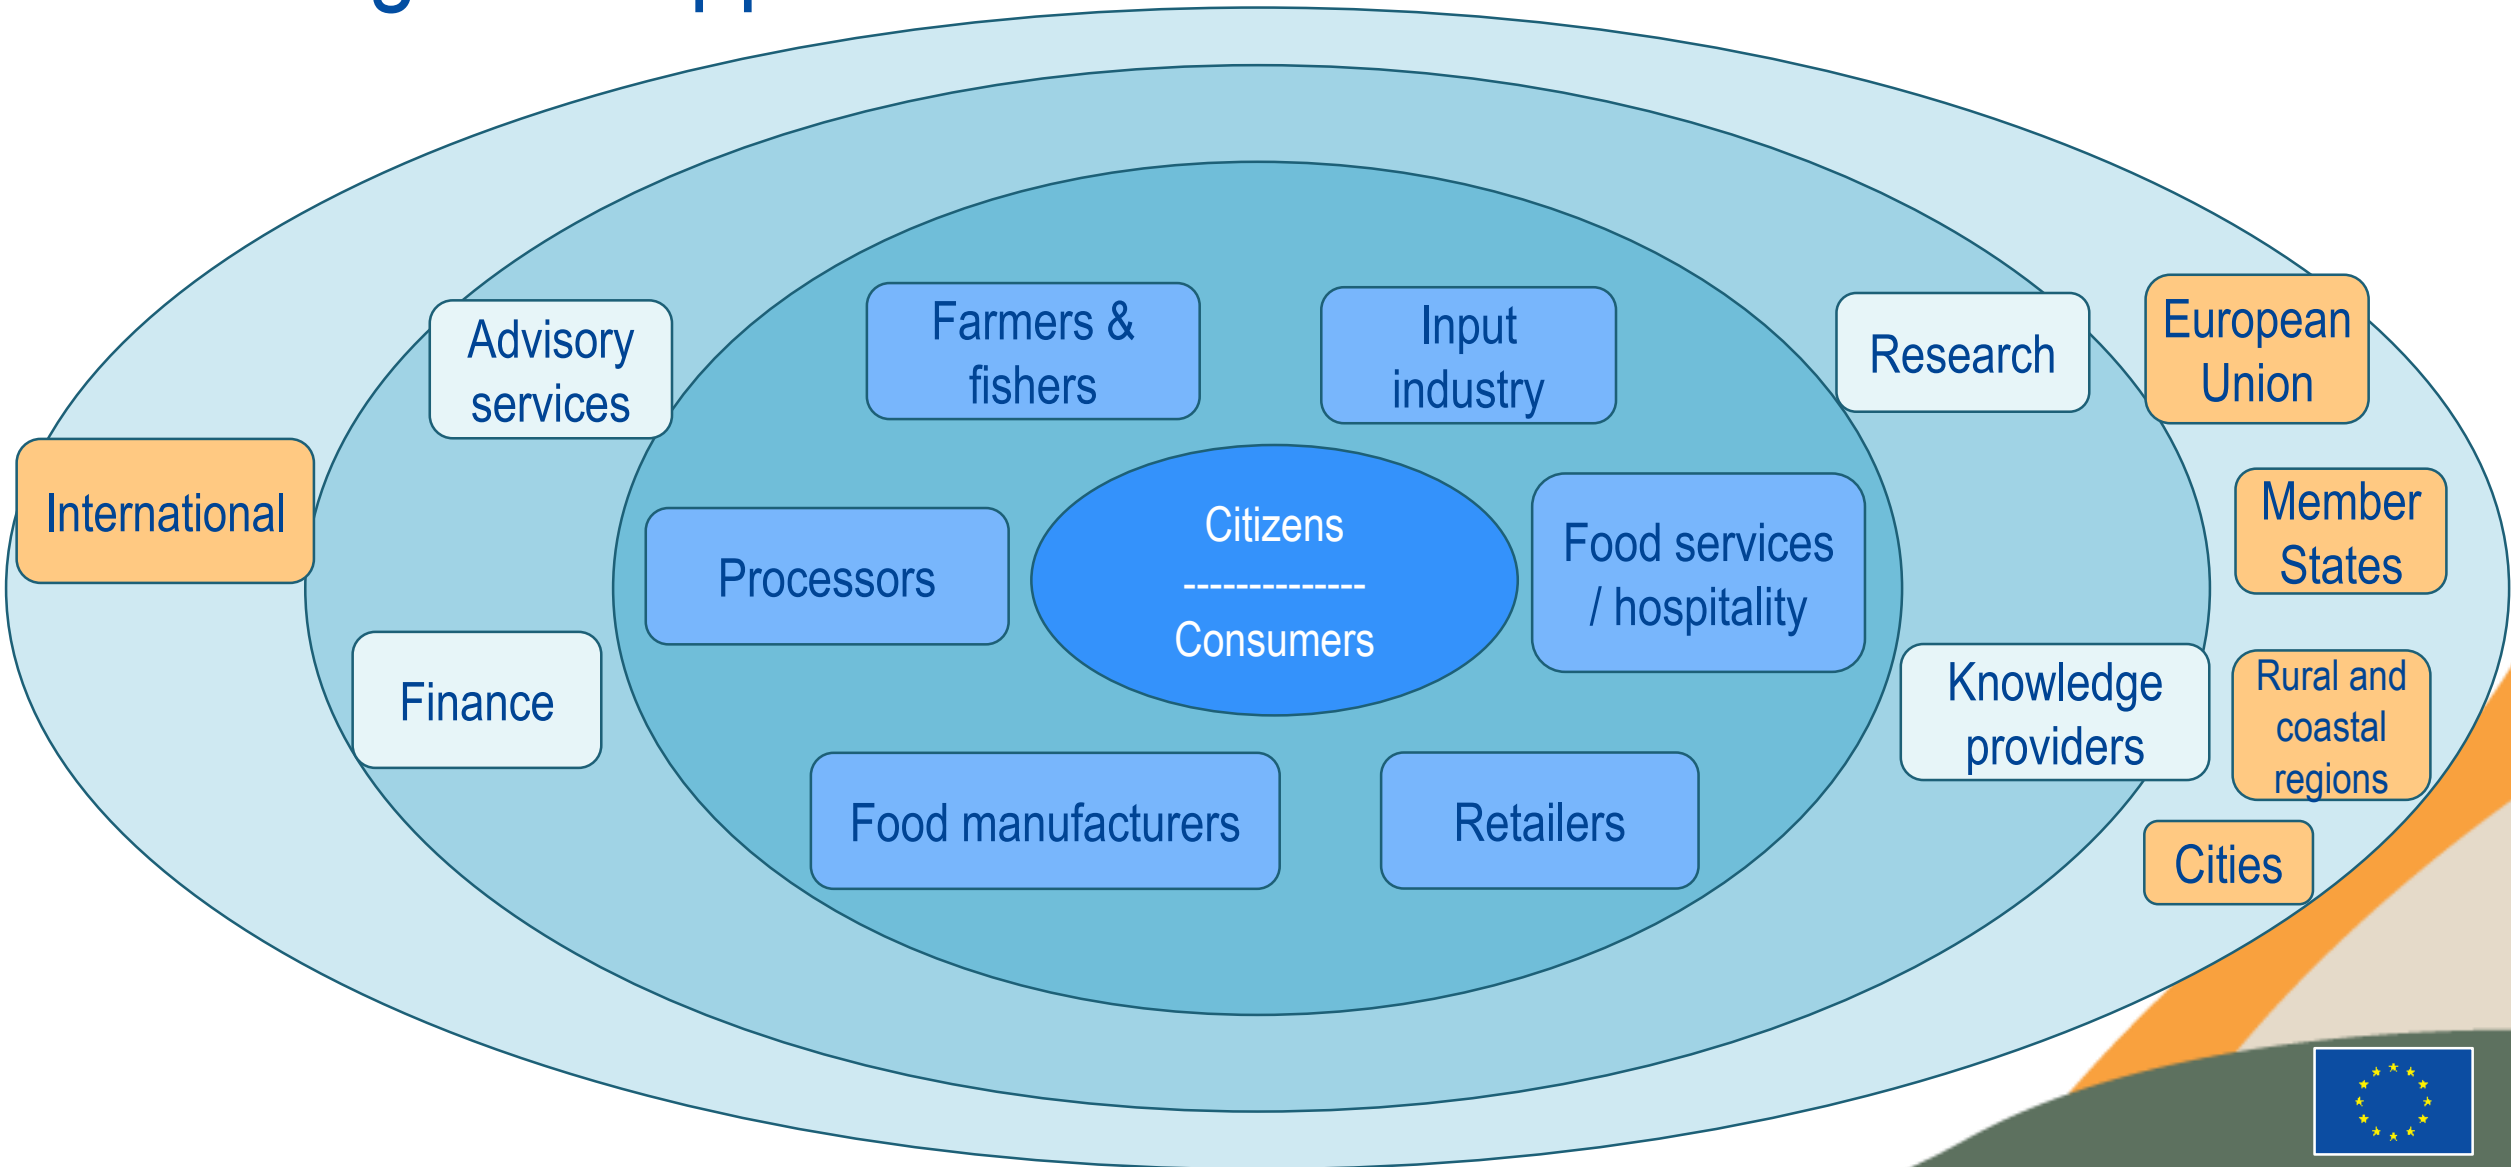 Advisory
services
Farmers &
fishers
Input
industry
Research
European
Union
International
Processors
Citizens
--------------
Consumers
Food services
/ hospitality
Member
States
Finance
Knowledge
providers
Rural and
coastal
regions
Food manufacturers
Retailers
Cities